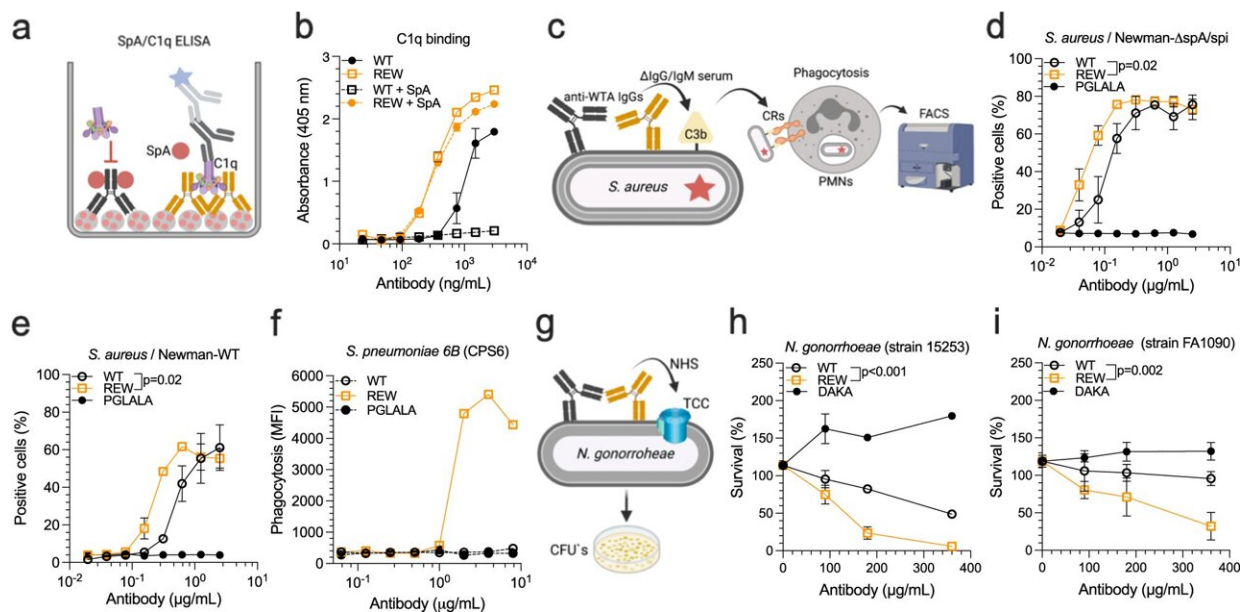 a
SpA/C1q ELISA
SpA
C1q
b
C1q binding
WT
REW
WT + SpA
REW + SpA
Absorbance (405 nm)
3
2
1
0
10¹ 10² 10³ 10⁴
Antibody (ng/mL)
c
ΔIgG/IgM serum
anti-WTA IgGs
C3b
S. aureus
CRs
Phagocytosis
PMNs
FACS
d
S. aureus / Newman-ΔspA/spi
WT
REW
p=0.02
PGLALA
Positive cells (%)
100
80
60
40
20
0
10⁻² 10⁻¹ 10⁰ 10¹
Antibody (µg/mL)
e
S. aureus / Newman-WT
WT
REW
p=0.02
PGLALA
Positive cells (%)
100
80
60
40
20
0
10⁻² 10⁻¹ 10⁰ 10¹
Antibody (µg/mL)
f
S. pneumoniae 6B (CPS6)
WT
REW
PGLALA
Phagocytosis (MFI)
6000
5000
4000
3000
2000
1000
0
10⁻¹ 10⁰ 10¹
Antibody (µg/mL)
g
NHS
TCC
N. gonorroheae
CFU`s
h
N. gonorrhoeae (strain 15253)
WT
REW
p<0.001
DAKA
Survival (%)
250
200
150
100
50
0
0 100 200 300 400
Antibody (µg/mL)
i
N. gonorrhoeae (strain FA1090)
WT
REW
p=0.002
DAKA
Survival (%)
250
200
150
100
50
0
0 100 200 300 400
Antibody (µg/mL)